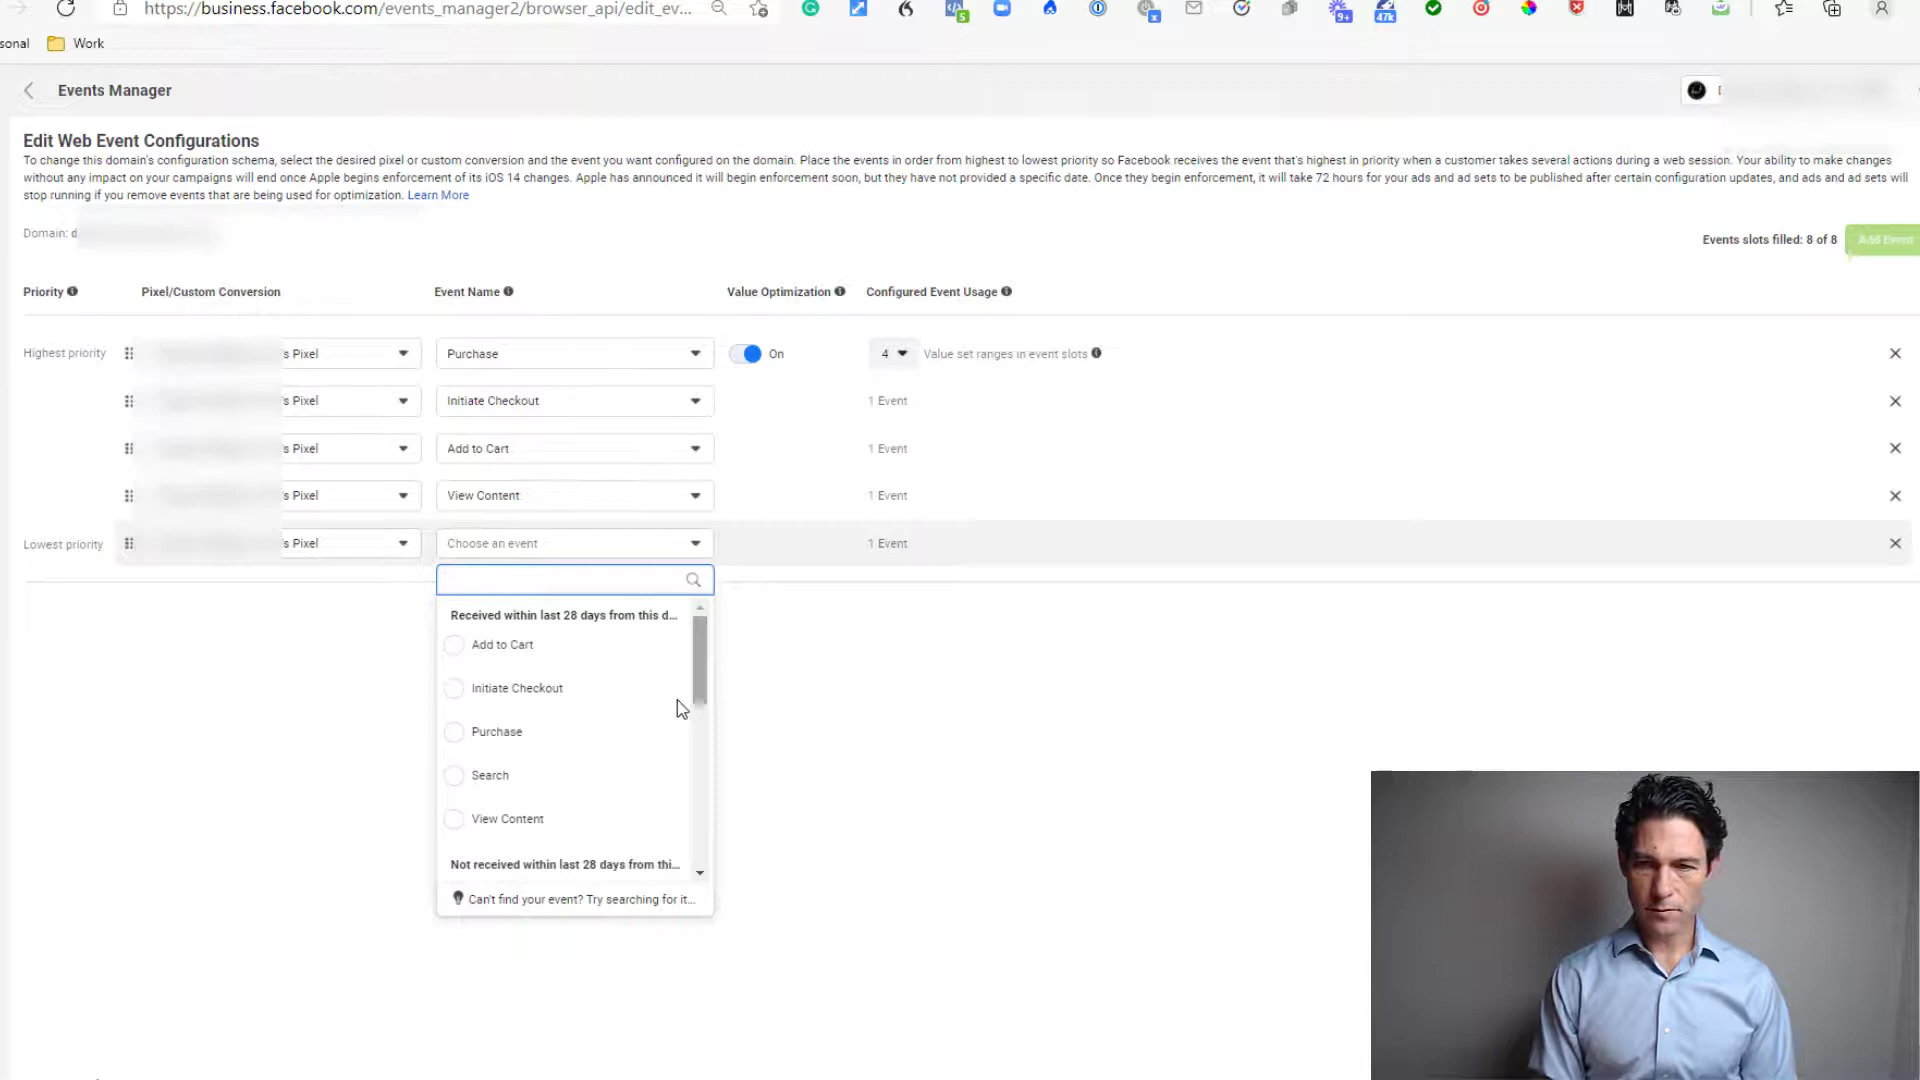 https://business.facebook.com/events_manager2/browser_api/edit_ev...
5
x
9+
47k
sonal
Work
Events Manager
Edit Web Event Configurations
To change this domain's configuration schema, select the desired pixel or custom conversion and the event you want configured on the domain. Place the events in order from highest to lowest priority so Facebook receives the event that's highest in priority when a customer takes several actions during a web session. Your ability to make changes
without any impact on your campaigns will end once Apple begins enforcement of its iOS 14 changes. Apple has announced it will begin enforcement soon, but they have not provided a specific date. Once they begin enforcement, it will take 72 hours for your ads and ad sets to be published after certain configuration updates, and ads and ad sets will
stop running if you remove events that are being used for optimization. Learn More
Domain: d
Events slots filled: 8 of 8
Add Event
Priority
Pixel/Custom Conversion
Event Name
Value Optimization
Configured Event Usage
Highest priority
's Pixel
Purchase
On
4
Value set ranges in event slots
's Pixel
Initiate Checkout
1 Event
's Pixel
Add to Cart
1 Event
's Pixel
View Content
1 Event
Lowest priority
's Pixel
Choose an event
1 Event
Received within last 28 days from this d...
Add to Cart
Initiate Checkout
Purchase
Search
View Content
Not received within last 28 days from thi...
Can't find your event? Try searching for it...